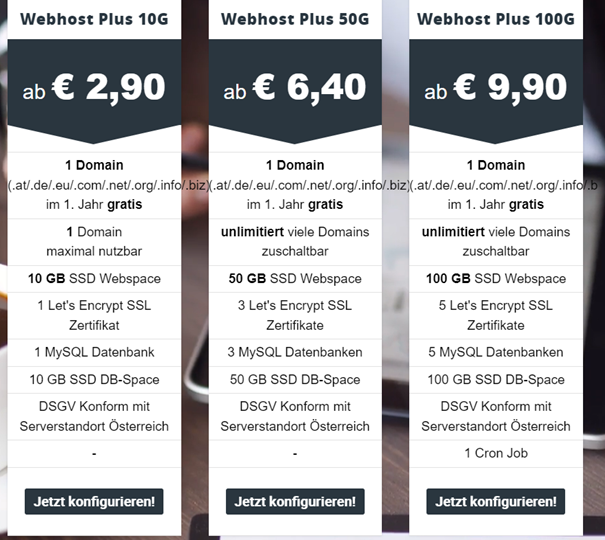 Webhost Plus 10G
ab € 2,90
1 Domain
(.at/.de/.eu/.com/.net/.org/.info/.biz)
im 1. Jahr gratis
1 Domain
maximal nutzbar
10 GB SSD Webspace
1 Let's Encrypt SSL
Zertifikat
1 MySQL Datenbank
10 GB SSD DB-Space
DSGV Konform mit
Serverstandort Österreich
-
Jetzt konfigurieren!
Webhost Plus 50G
ab € 6,40
1 Domain
(.at/.de/.eu/.com/.net/.org/.info/.biz)
im 1. Jahr gratis
unlimitiert viele Domains
zuschaltbar
50 GB SSD Webspace
3 Let's Encrypt SSL
Zertifikate
3 MySQL Datenbanken
50 GB SSD DB-Space
DSGV Konform mit
Serverstandort Österreich
-
Jetzt konfigurieren!
Webhost Plus 100G
ab € 9,90
1 Domain
(.at/.de/.eu/.com/.net/.org/.info/.b
im 1. Jahr gratis
unlimitiert viele Domains
zuschaltbar
100 GB SSD Webspace
5 Let's Encrypt SSL
Zertifikate
5 MySQL Datenbanken
100 GB SSD DB-Space
DSGV Konform mit
Serverstandort Österreich
1 Cron Job
Jetzt konfigurieren!